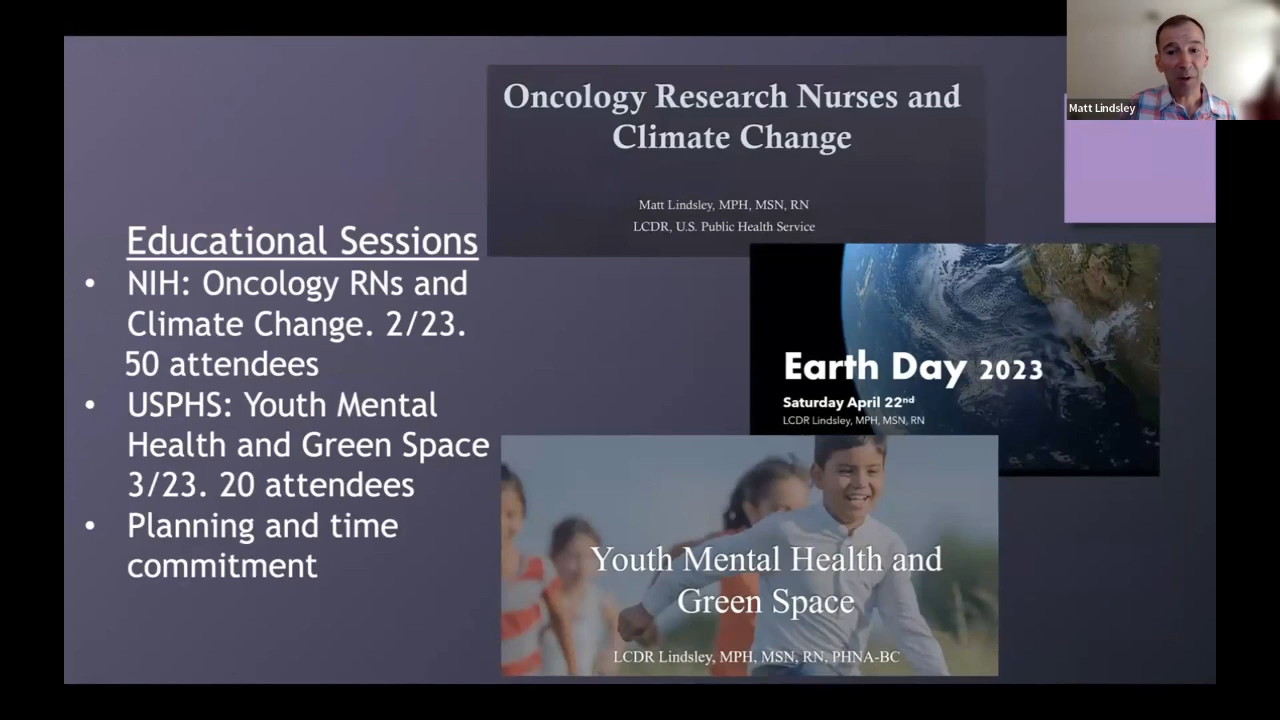 Oncology Research Nurses and
Climate Change
Matt Lindsley, MPH, MSN, RN
LCDR, U.S. Public Health Service
Matt Lindsley
Educational Sessions
• NIH: Oncology RNs and
Climate Change. 2/23.
50 attendees
• USPHS: Youth Mental
Health and Green Space
3/23. 20 attendees
• Planning and time
commitment
Earth Day 2023
Saturday April 22nd
LCDR Lindsley, MPH, MSN, RN
Youth Mental Health and
Green Space
LCDR Lindsley, MPH, MSN, RN, PHNA-BC